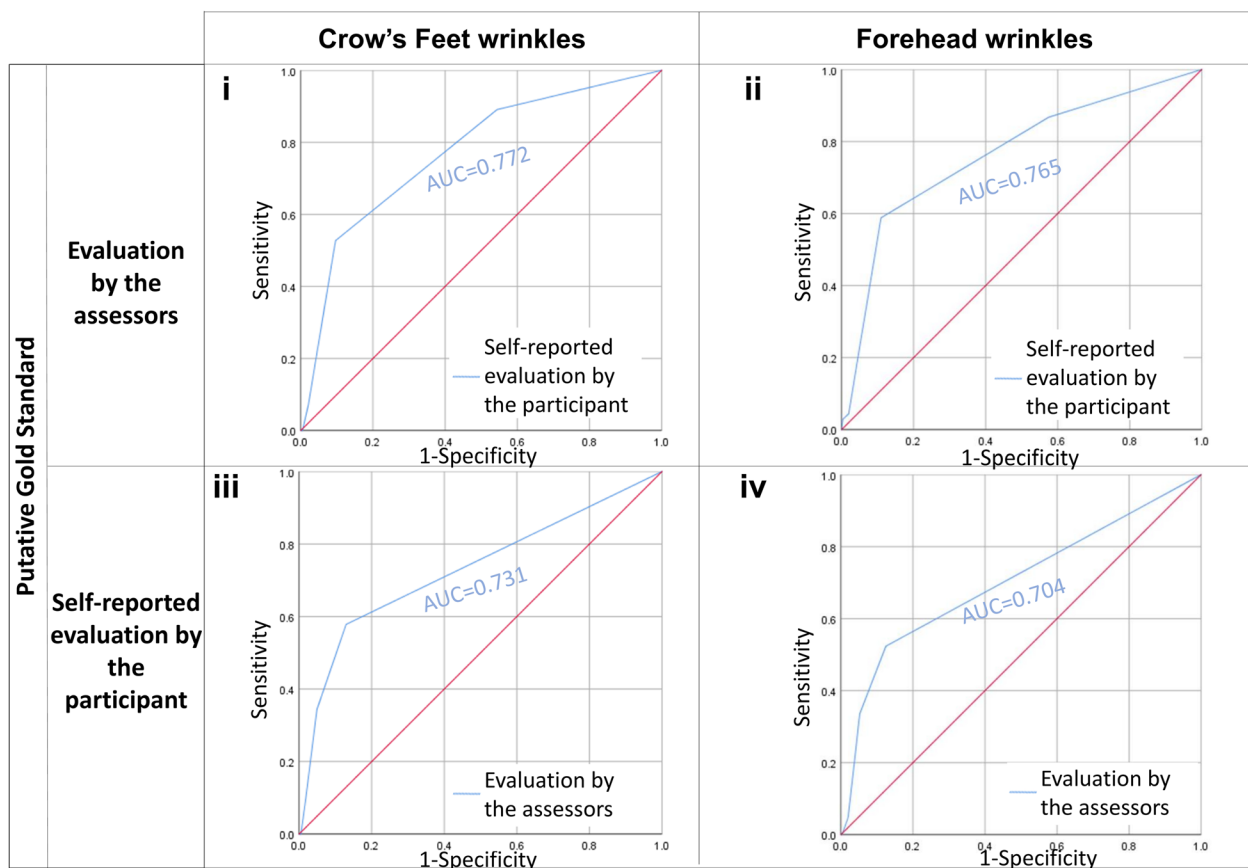 Crow's Feet wrinkles
Forehead wrinkles
Putative Gold Standard
Evaluation
by the
assessors
i
1.0
0.8
0.6
0.4
0.2
0.0
Sensitivity
AUC=0.772
Self-reported
evaluation by
the participant
0.0 0.2 0.4 0.6 0.8 1.0
1-Specificity
ii
1.0
0.8
0.6
0.4
0.2
0.0
Sensitivity
AUC=0.765
Self-reported
evaluation by
the participant
0.0 0.2 0.4 0.6 0.8 1.0
1-Specificity
Self-reported
evaluation by
the
participant
iii
1.0
0.8
0.6
0.4
0.2
0.0
Sensitivity
AUC=0.731
Evaluation by
the assessors
0.0 0.2 0.4 0.6 0.8 1.0
1-Specificity
iv
1.0
0.8
0.6
0.4
0.2
0.0
Sensitivity
AUC=0.704
Evaluation by
the assessors
0.0 0.2 0.4 0.6 0.8 1.0
1-Specificity